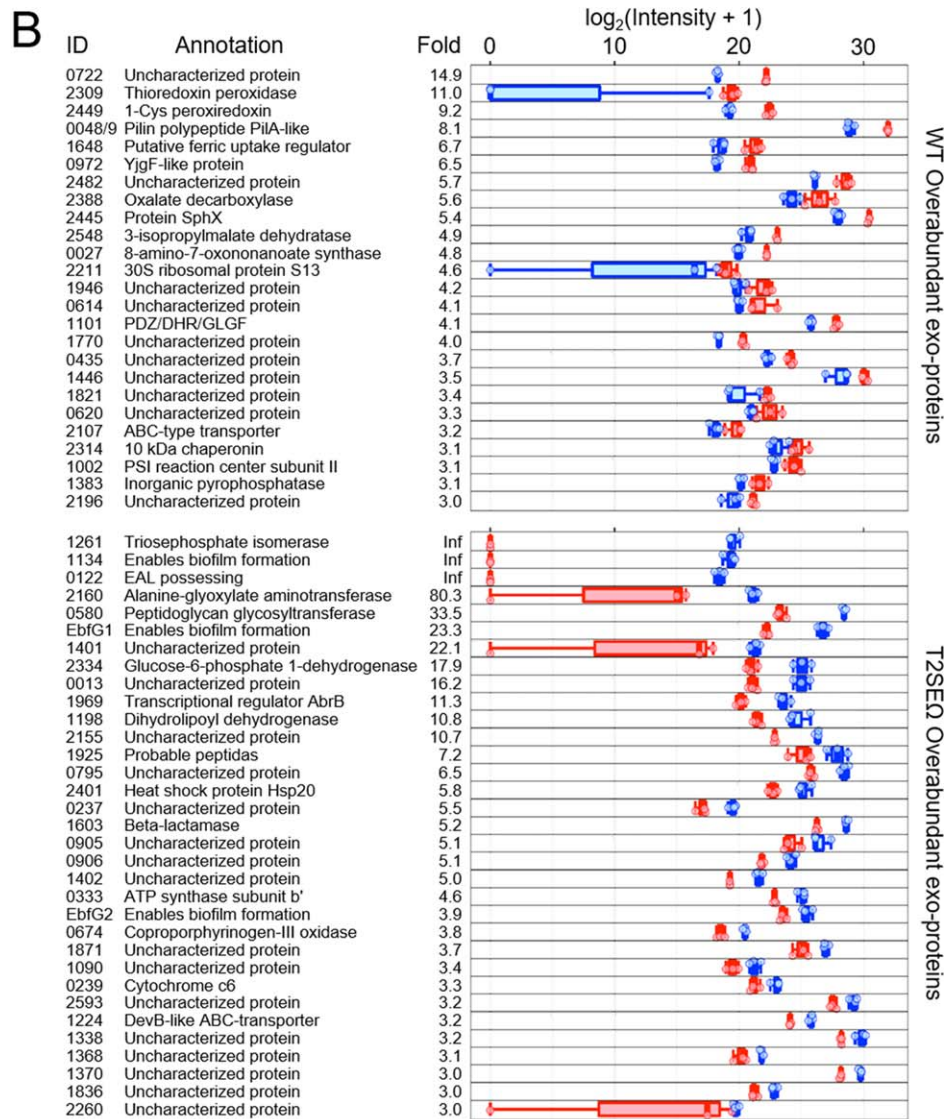 B
log2(Intensity + 1)
ID Annotation Fold 0 10 20 30
0722 Uncharacterized protein 14.9
2309 Thioredoxin peroxidase 11.0
2449 1-Cys peroxiredoxin 9.2
0048/9 Pilin polypeptide PilA-like 8.1
1648 Putative ferric uptake regulator 6.7
0972 YjgF-like protein 6.5
2482 Uncharacterized protein 5.7
2388 Oxalate decarboxylase 5.6
2445 Protein SphX 5.4
2548 3-isopropylmalate dehydratase 4.9
0027 8-amino-7-oxononanoate synthase 4.8
2211 30S ribosomal protein S13 4.6
1946 Uncharacterized protein 4.2
0614 Uncharacterized protein 4.1
1101 PDZ/DHR/GLGF 4.1
1770 Uncharacterized protein 4.0
0435 Uncharacterized protein 3.7
1446 Uncharacterized protein 3.5
1821 Uncharacterized protein 3.4
0620 Uncharacterized protein 3.3
2107 ABC-type transporter 3.2
2314 10 kDa chaperonin 3.1
1002 PSI reaction center subunit II 3.1
1383 Inorganic pyrophosphatase 3.1
2196 Uncharacterized protein 3.0
WT Overabundant exo-proteins
1261 Triosephosphate isomerase Inf
1134 Enables biofilm formation Inf
0122 EAL possessing Inf
2160 Alanine-glyoxylate aminotransferase 80.3
0580 Peptidoglycan glycosyltransferase 33.5
EbfG1 Enables biofilm formation 23.3
1401 Uncharacterized protein 22.1
2334 Glucose-6-phosphate 1-dehydrogenase 17.9
0013 Uncharacterized protein 16.2
1969 Transcriptional regulator AbrB 11.3
1198 Dihydrolipoyl dehydrogenase 10.8
2155 Uncharacterized protein 10.7
1925 Probable peptidas 7.2
0795 Uncharacterized protein 6.5
2401 Heat shock protein Hsp20 5.8
0237 Uncharacterized protein 5.5
1603 Beta-lactamase 5.2
0905 Uncharacterized protein 5.1
0906 Uncharacterized protein 5.1
1402 Uncharacterized protein 5.0
0333 ATP synthase subunit b' 4.6
EbfG2 Enables biofilm formation 3.9
0674 Coproporphyrinogen-III oxidase 3.8
1871 Uncharacterized protein 3.7
1090 Uncharacterized protein 3.4
0239 Cytochrome c6 3.3
2593 Uncharacterized protein 3.2
1224 DevB-like ABC-transporter 3.2
1338 Uncharacterized protein 3.2
1368 Uncharacterized protein 3.1
1370 Uncharacterized protein 3.0
1836 Uncharacterized protein 3.0
2260 Uncharacterized protein 3.0
T2SEΩ Overabundant exo-proteins